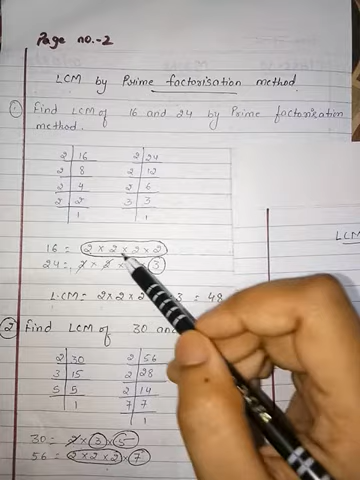 Page no.-2
LCM by Prime factorisation method.
① Find LCM of 16 and 24 by Prime factorisation
method.
2 | 16   2 | 24
2 | 8   2 | 12
2 | 4   2 | 6
2 | 2   3 | 3
1   1
16 = 2 × 2 × 2 × 2
24 = 2 × 2 × 3
LCM
LCM = 2×2×2 3 = 48
② Find LCM of 30 and
2 | 30   2 | 56
3 | 15   2 | 28
5 | 5   2 | 14
1   7 | 7
1
30 = 2 × 3 × 5
56 = 2 × 2 × 2 × 7